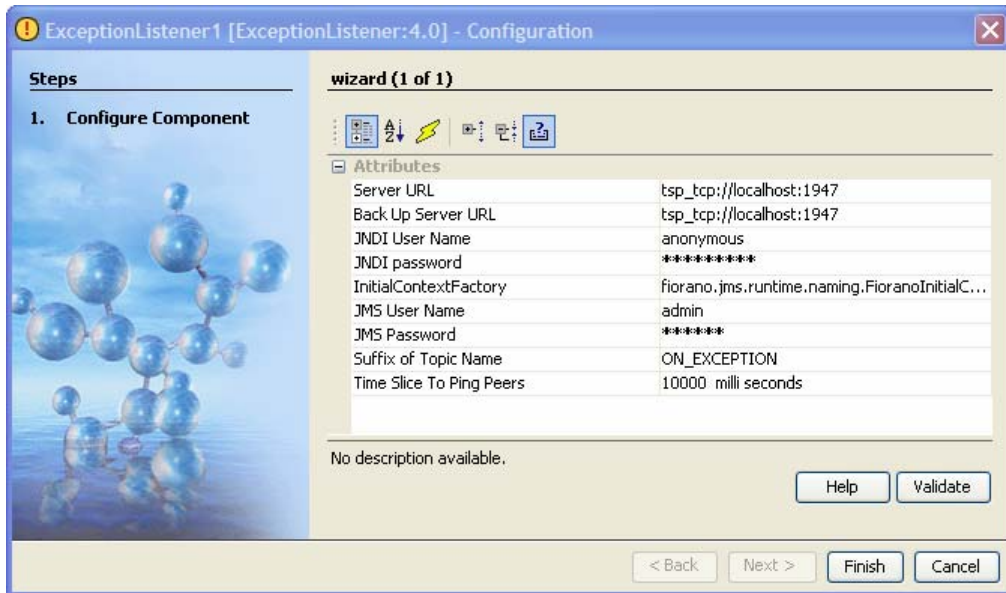 ExceptionListener1 [ExceptionListener:4.0] - Configuration
Steps
1. Configure Component
wizard (1 of 1)
Attributes
Server URL tsp_tcp://localhost:1947
Back Up Server URL tsp_tcp://localhost:1947
JNDI User Name anonymous
JNDI password *********
InitialContextFactory fiorano.jms.runtime.naming.FioranoInitialC...
JMS User Name admin
JMS Password ******
Suffix of Topic Name ON_EXCEPTION
Time Slice To Ping Peers 10000 milli seconds
No description available.
Help Validate
< Back Next > Finish Cancel